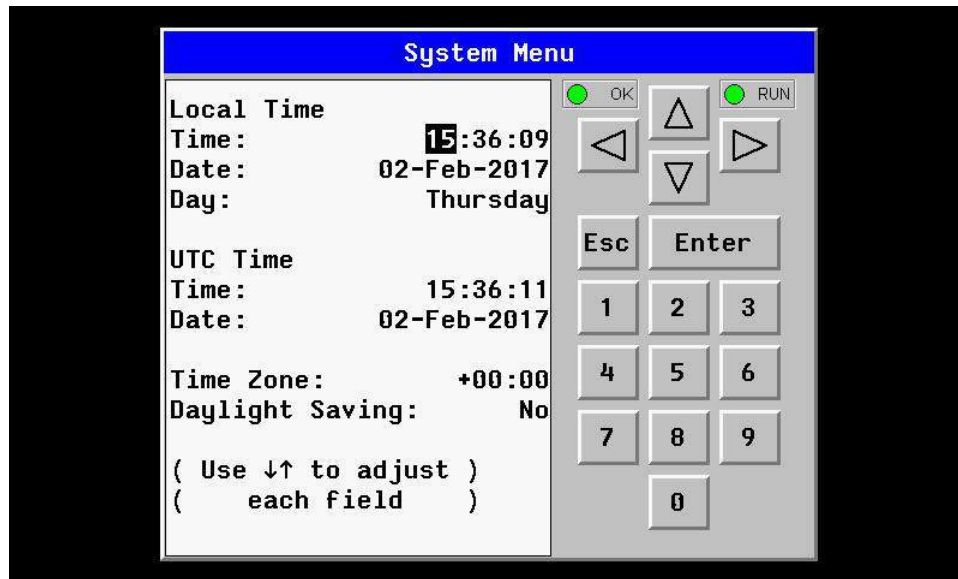 System Menu
Local Time
Time: 15:36:09
Date: 02-Feb-2017
Day: Thursday
UTC Time
Time: 15:36:11
Date: 02-Feb-2017
Time Zone: +00:00
Daylight Saving: No
( Use ↓↑ to adjust )
( each field )
OK
RUN
Esc Enter
1 2 3
4 5 6
7 8 9
0